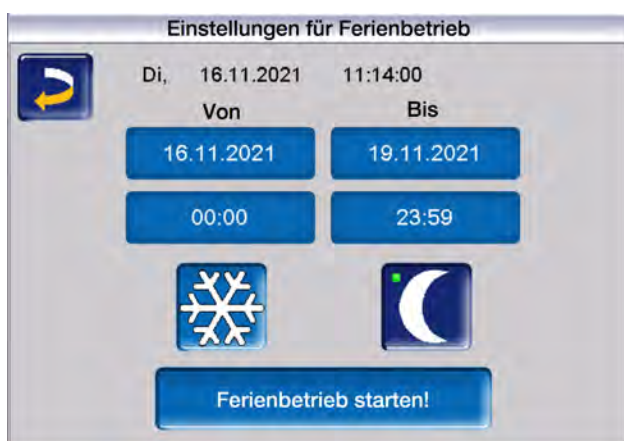 Einstellungen für Ferienbetrieb
Di, 16.11.2021 11:14:00
Von Bis
16.11.2021 19.11.2021
00:00 23:59
Ferienbetrieb starten!